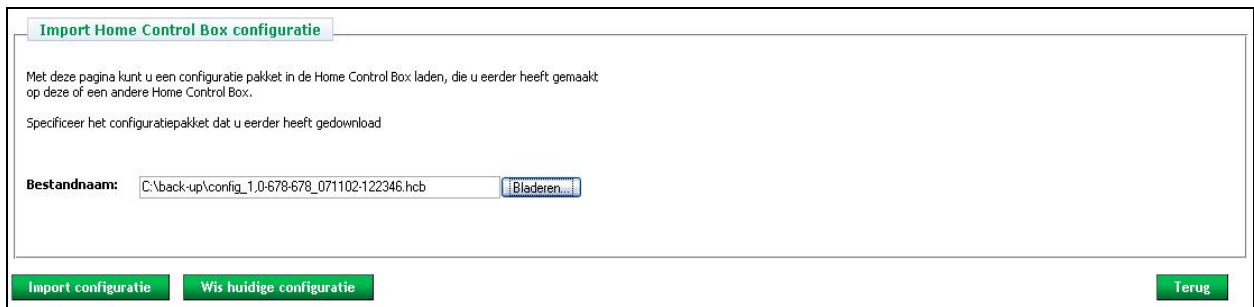 Import Home Control Box configuratie
Met deze pagina kunt u een configuratie pakket in de Home Control Box laden, die u eerder heeft gemaakt
op deze of een andere Home Control Box.
Specificeer het configuratiepakket dat u eerder heeft gedownload
Bestandnaam: C:\back-up\config_1,0-678-678_071102-122346.hcb Bladeren...
Import configuratie Wis huidige configuratie Terug